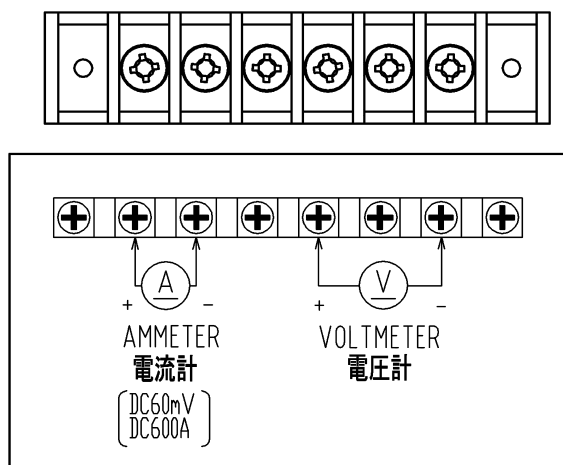 A
V
+ -
+ -
AMMETER
電流計
[DC60mV
DC600A]
VOLTMETER
電圧計